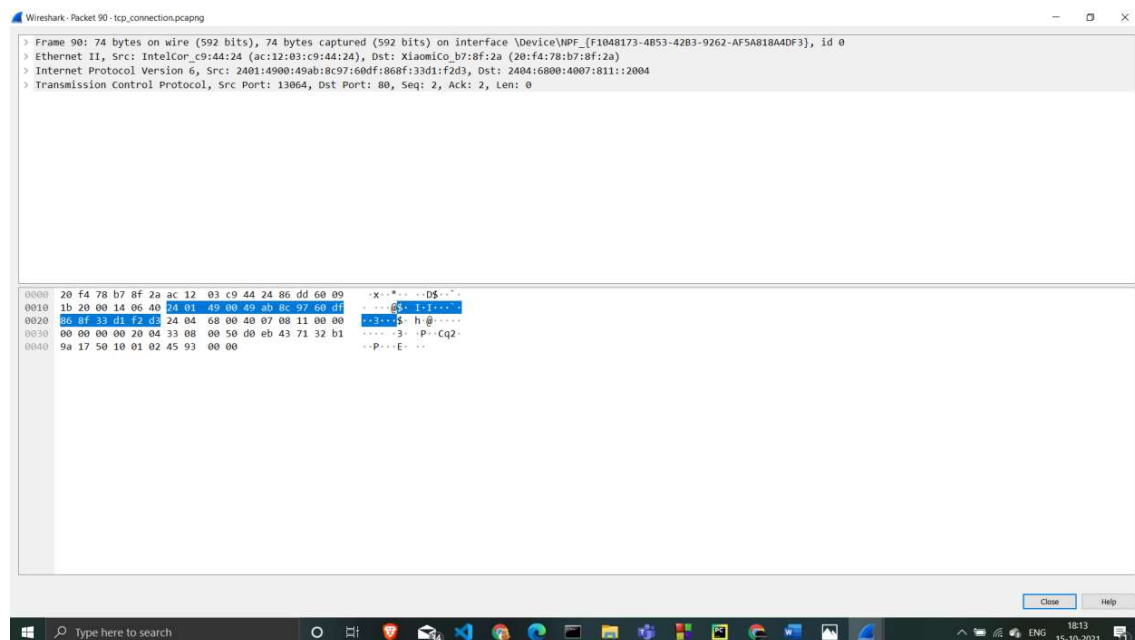 Wireshark · Packet 90 · tcp_connection.pcapng
> Frame 90: 74 bytes on wire (592 bits), 74 bytes captured (592 bits) on interface \Device\NPF_{F1048173-4B53-42B3-9262-AF5A818A4DF3}, id 0
> Ethernet II, Src: IntelCor_c9:44:24 (ac:12:03:c9:44:24), Dst: XiaomiCo_b7:8f:2a (20:f4:78:b7:8f:2a)
> Internet Protocol Version 6, Src: 2401:4900:49ab:8c97:60df:868f:33d1:f2d3, Dst: 2404:6800:4007:811::2004
> Transmission Control Protocol, Src Port: 13064, Dst Port: 80, Seq: 2, Ack: 2, Len: 0
0000 20 f4 78 b7 8f 2a ac 12 03 c9 44 24 86 dd 60 09 ·x··*·· ··D$··`·
0010 1b 20 00 14 06 40 24 01 49 00 49 ab 8c 97 60 df · ···@$· I·I···`·
0020 86 8f 33 d1 f2 d3 24 04 68 00 40 07 08 11 00 00 ··3···$· h·@·····
0030 00 00 00 00 20 04 33 08 00 50 d0 eb 43 71 32 b1 ···· ·3· ·P··Cq2·
0040 9a 17 50 10 01 02 45 93 00 00 ··P···E· ··
Close Help
Type here to search
ENG
18:13
15-10-2021